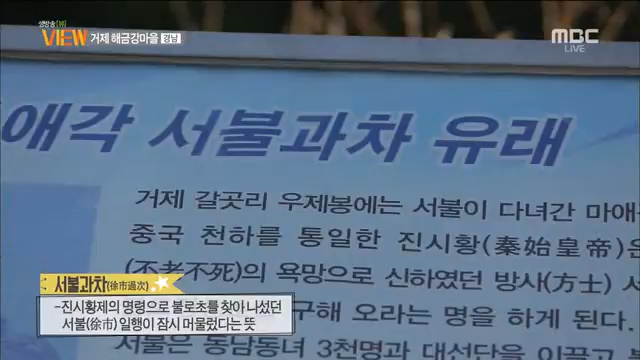 생방송 [뷰]
VIEW 거제 해금강마을 경남
MBC
LIVE
애각 서불과차 유래
거제 갈곳리 우제봉에는 서불이 다녀간 마애
중국 천하를 통일한 진시황(秦始皇帝)은
(不老不死)의 욕망으로 신하였던 방사(方士) 서
구해 오라는 명을 하게 된다.
서불은 동남동녀 3천명과 대선단을 이끌고
서불과차(徐市過次)
-진시황제의 명령으로 불로초를 찾아 나섰던
서불(徐市) 일행이 잠시 머물렀다는 뜻